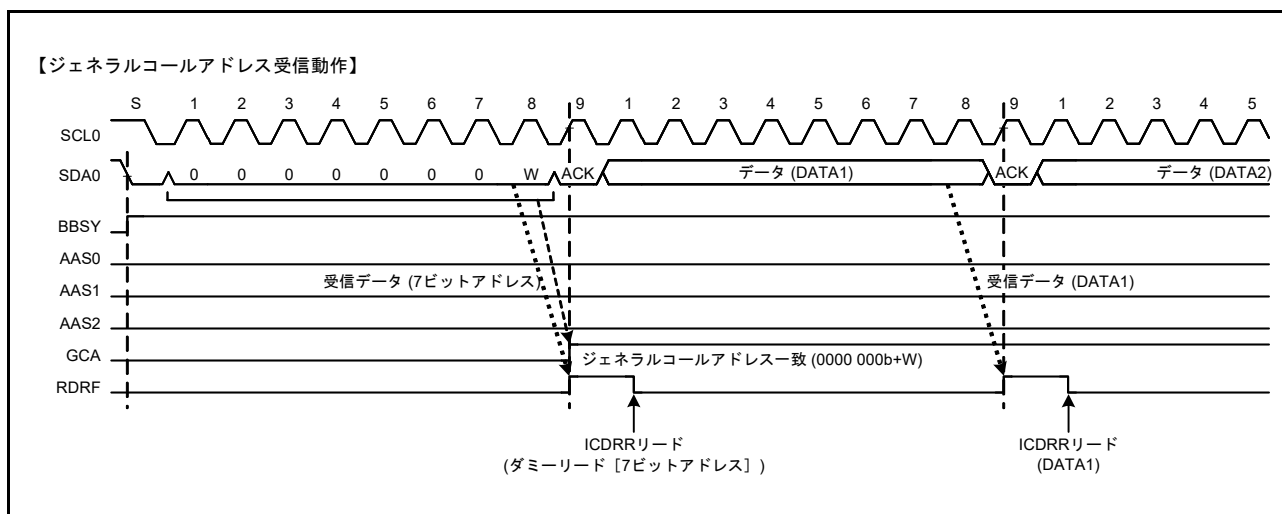 【ジェネラルコールアドレス受信動作】
S 1 2 3 4 5 6 7 8 9 1 2 3 4 5 6 7 8 9 1 2 3 4 5
SCL0
SDA0 0 0 0 0 0 0 0 W ACK データ (DATA1) ACK データ (DATA2)
BBSY
AAS0
受信データ (7ビットアドレス) 受信データ (DATA1)
AAS1
AAS2
GCA ジェネラルコールアドレス一致 (0000 000b+W)
RDRF
ICDRRリード ICDRRリード
(ダミーリード [7ビットアドレス] ) (DATA1)